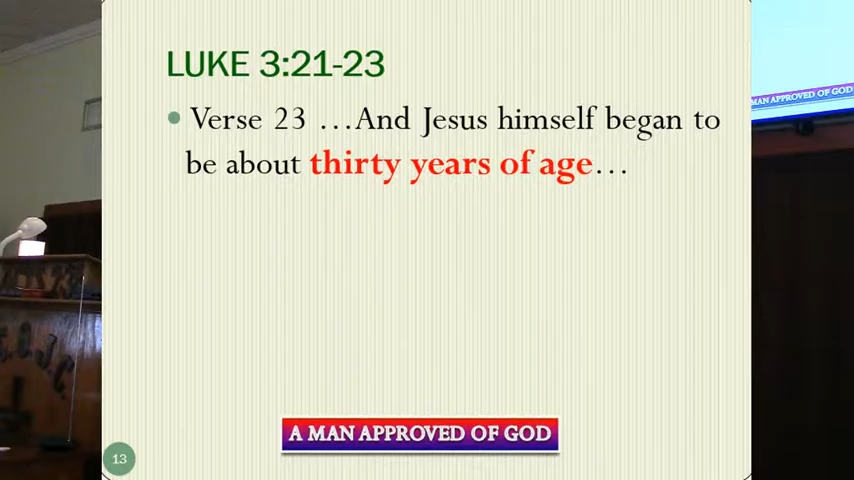 LUKE 3:21-23
Verse 23 …And Jesus himself began to
be about thirty years of age…
A MAN APPROVED OF GOD
13
MAN APPROVED OF GOD
O.J.C.